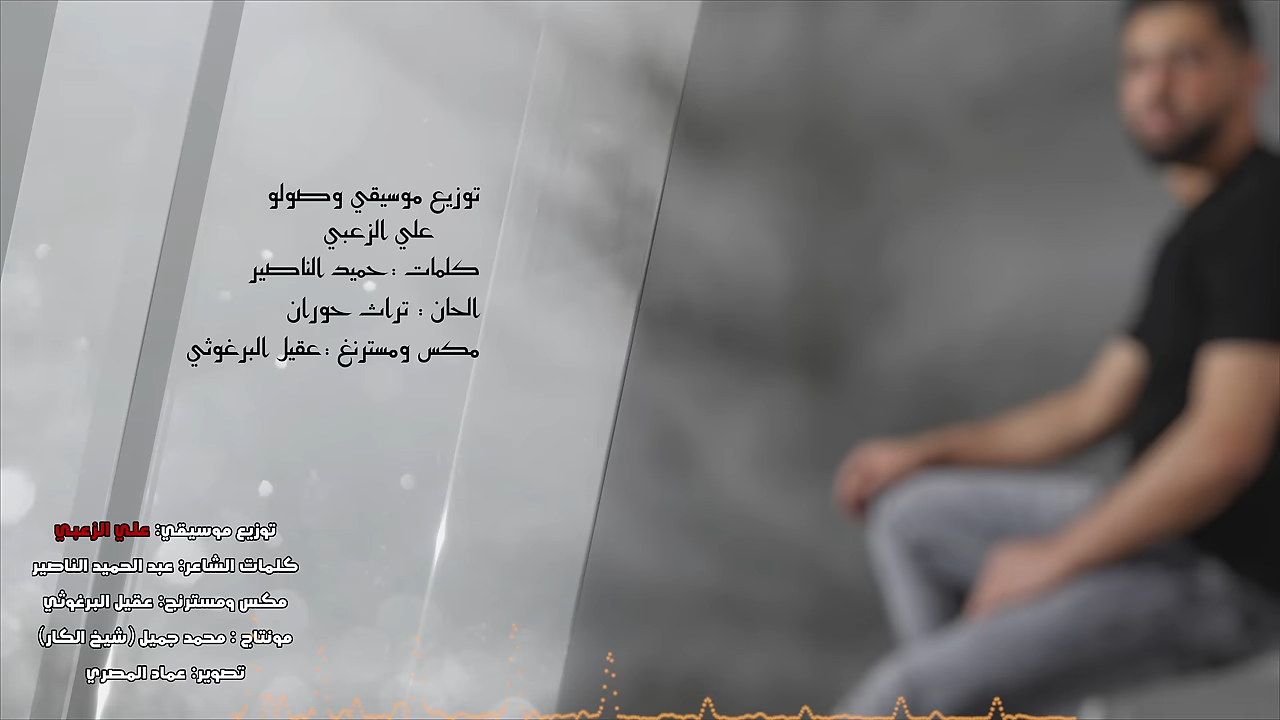 توزيع موسيقي وصولو
علي الزعبي
كلمات : حميد الناصير
الحان : تراث حوران
مكس ومسترنغ : عقيل البرغوثي
توزيع موسيقي: علي الزعبي
كلمات الشاعر: عبد الحميد الناصير
مكس ومسترنج: عقيل البرغوثي
مونتاج : محمد جميل (شيخ الكار)
تصوير: عماد المصري